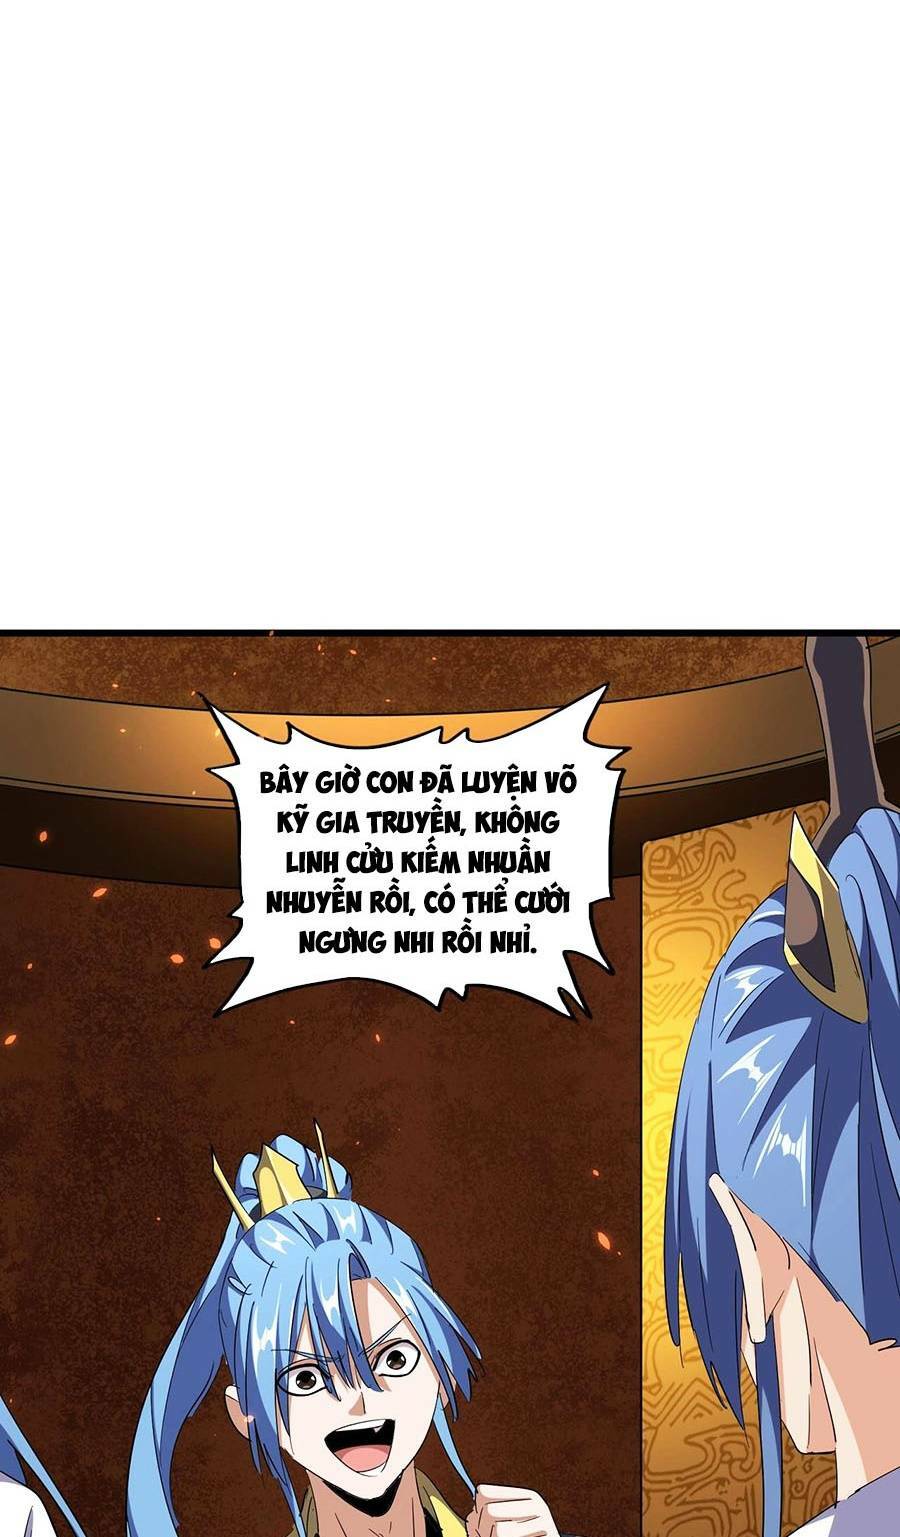 BÂY GIỜ CON ĐÃ LUYỆN VÕ
KỸ GIA TRUYỀN, KHÔNG
LINH CỬU KIẾM NHUẦN
NHUYỄN RỒI, CÓ THỂ CƯỚI
NGƯNG NHI RỒI NHỈ.